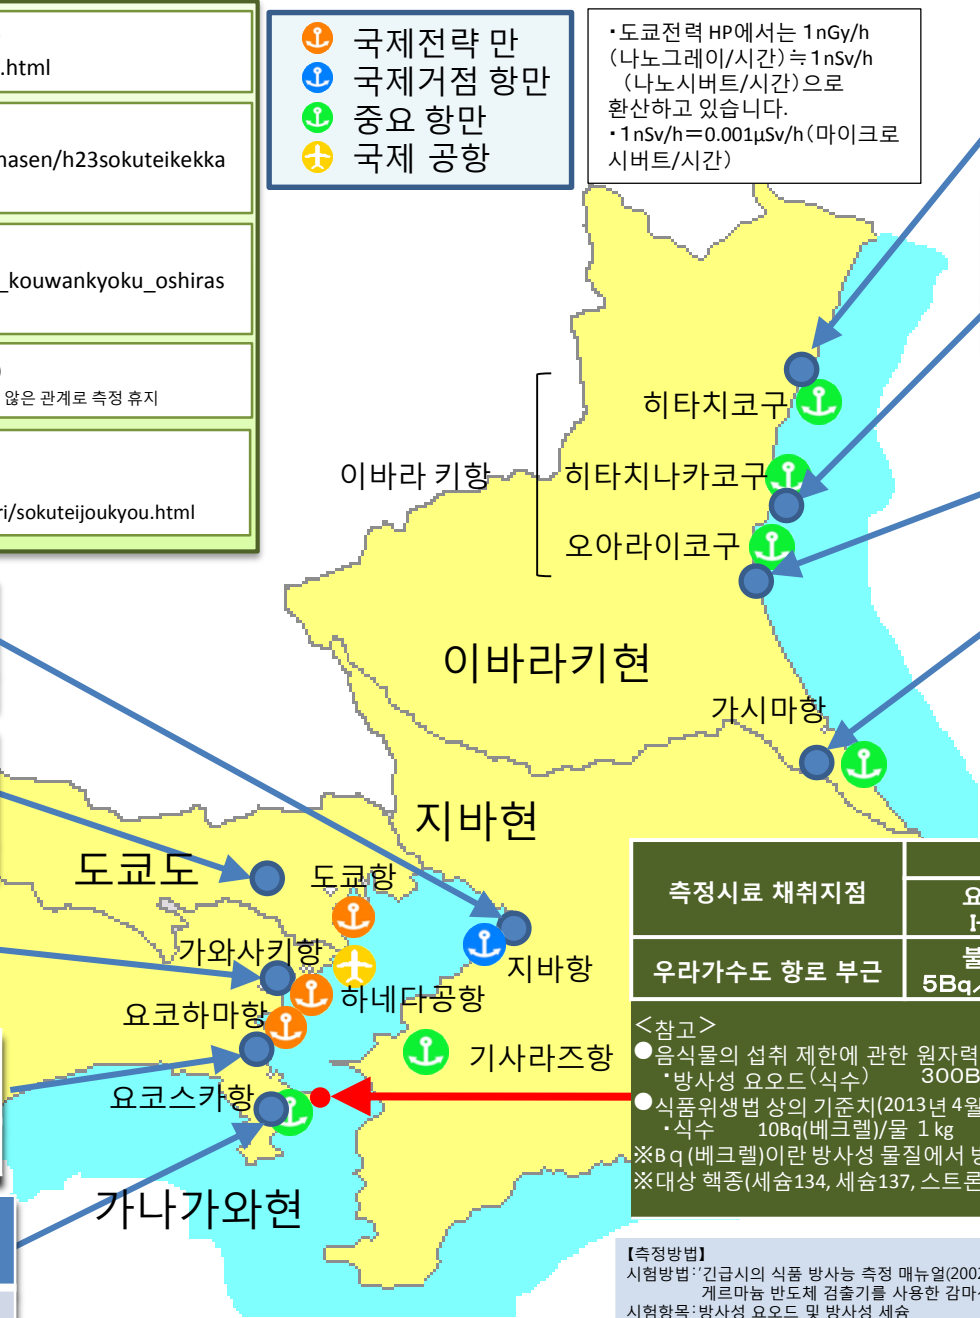 .html
nasen/h23sokuteikekka
_kouwankyoku_oshiras
않은 관계로 측정 휴지
ri/sokuteijoukyou.html
국제전략 만
국제거점 항만
중요 항만
국제 공항
･도쿄전력 HP에서는 1nGy/h
(나노그레이/시간)≒1nSv/h
(나노시버트/시간)으로
환산하고 있습니다.
･1nSv/h＝0.001μSv/h(마이크로
시버트/시간)
히타치코구
이바라 키항
히타치나카코구
오아라이코구
이바라키현
가시마항
지바현
도쿄도
도쿄항
가와사키항
지바항
하네다공항
요코하마항
기사라즈항
요코스카항
가나가와현
측정시료 채취지점
요
I-
우라가수도 항로 부근
불
5Bq/
＜참고＞
●음식물의 섭취 제한에 관한 원자력
･방사성 요오드(식수) 300B
●식품위생법 상의 기준치(2013년 4월
･식수 10Bq(베크렐)/물 1 kg
※Bq(베크렐)이란 방사성 물질에서 방
※대상 핵종(세슘134, 세슘137, 스트론
【측정방법】
시험방법:‘긴급시의 식품 방사능 측정 매뉴얼(2002
게르마늄 반도체 검출기를 사용한 감마선
시험항목:방사성 요오드 및 방사성 세슘